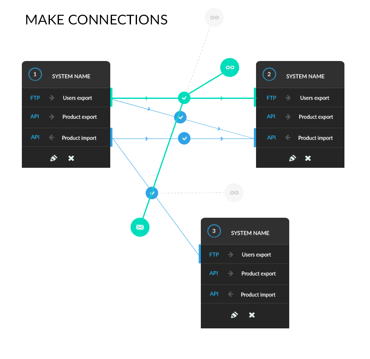 MAKE CONNECTIONS
1 SYSTEM NAME
FTP Users export
API Product export
API Product import
2 SYSTEM NAME
FTP Users export
API Product export
API Product import
3 SYSTEM NAME
FTP Users export
API Product export
API Product import